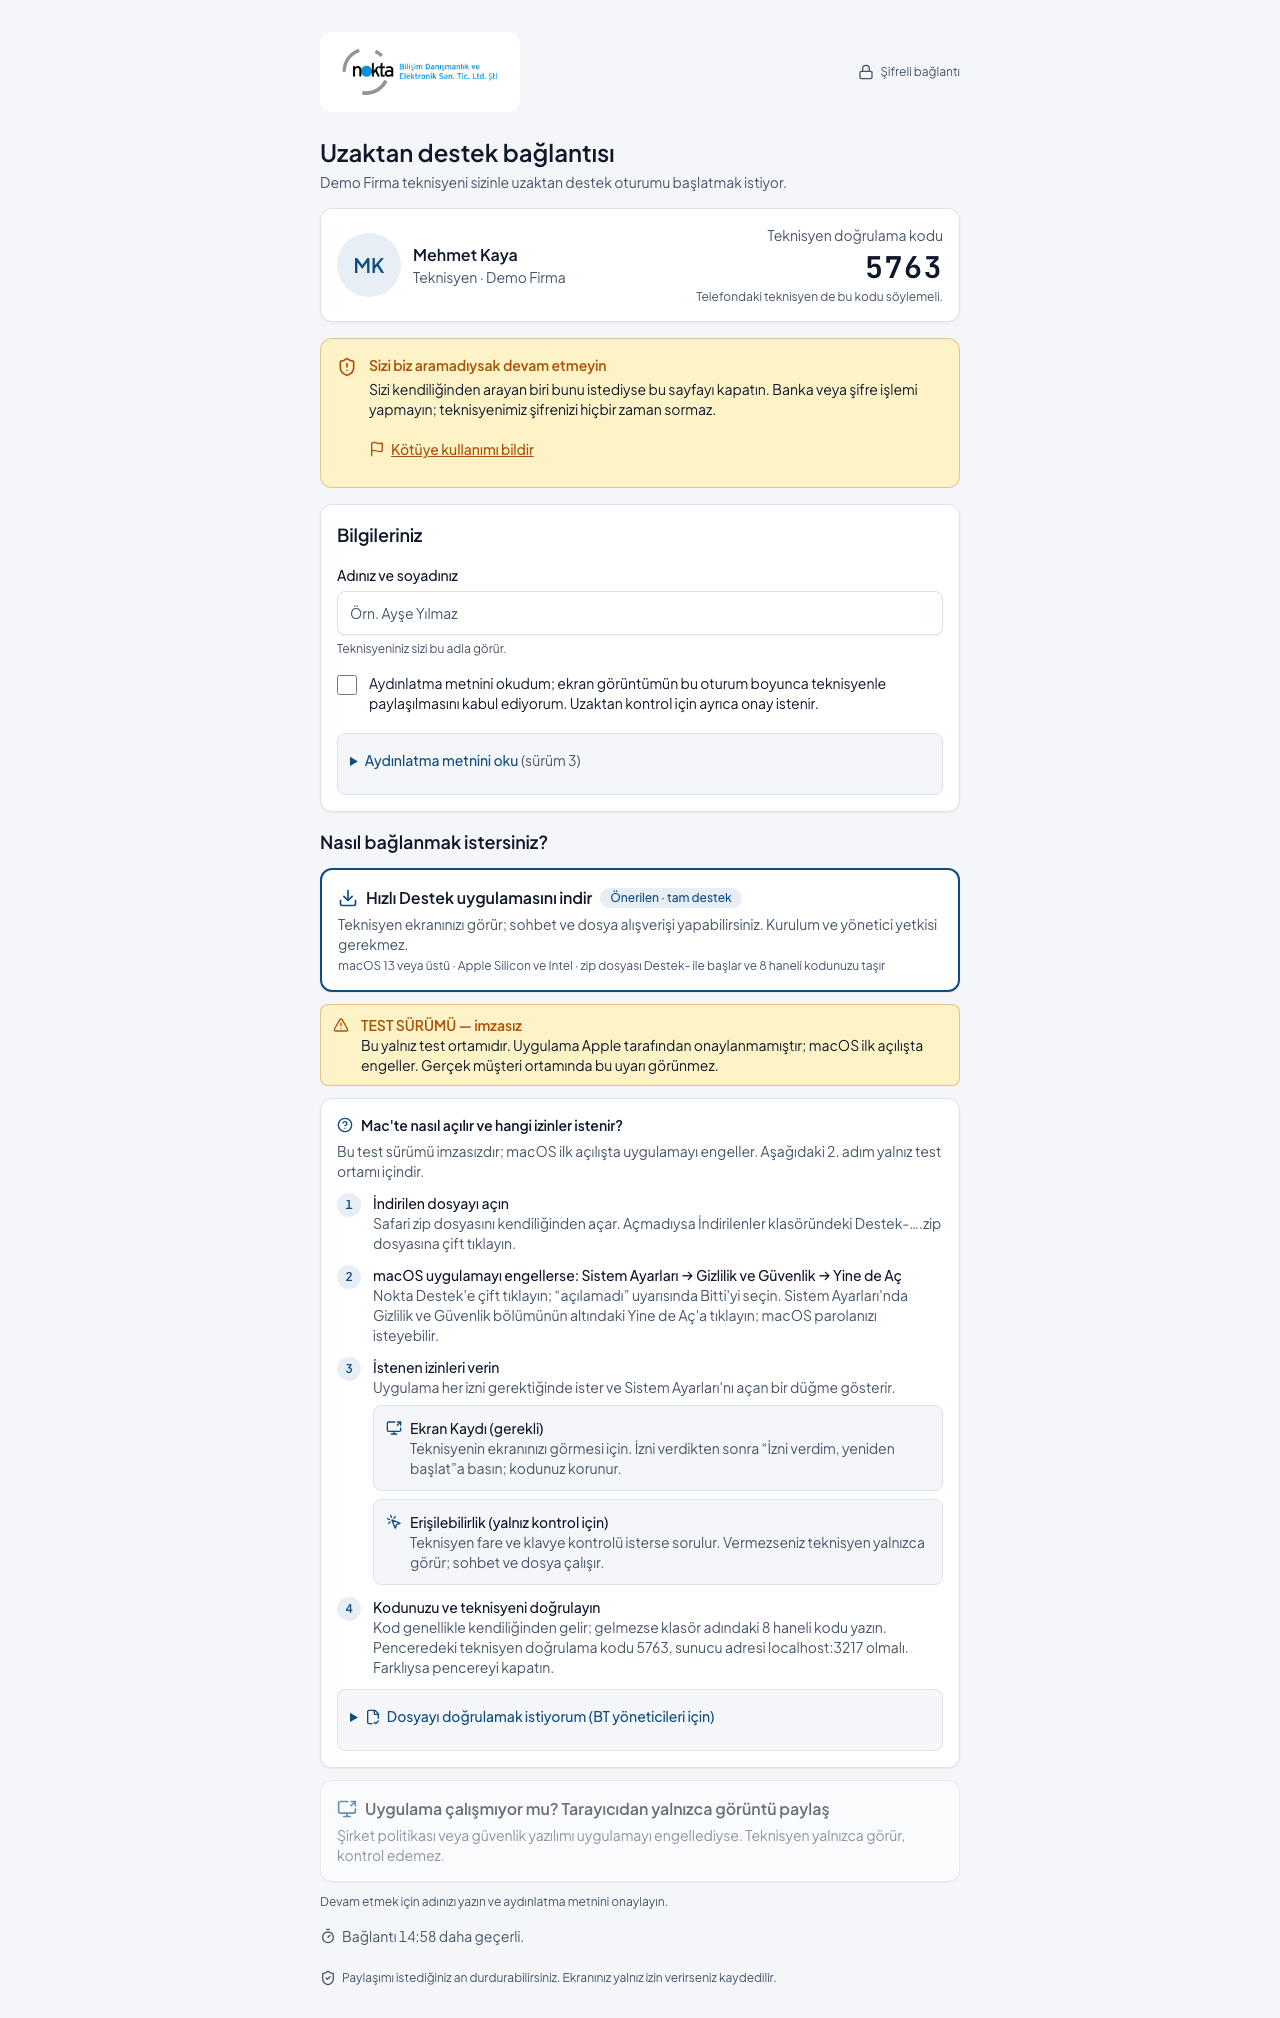 nokta Bilişim Danışmanlık ve
Elektronik San. Tic. Ltd. Şti
Şifreli bağlantı
Uzaktan destek bağlantısı
Demo Firma teknisyeni sizinle uzaktan destek oturumu başlatmak istiyor.
MK
Mehmet Kaya
Teknisyen · Demo Firma
Teknisyen doğrulama kodu
5763
Telefondaki teknisyen de bu kodu söylemeli.
Sizi biz aramadıysak devam etmeyin
Sizi kendiliğinden arayan biri bunu istediyse bu sayfayı kapatın. Banka veya şifre işlemi
yapmayın; teknisyenimiz şifrenizi hiçbir zaman sormaz.
Kötüye kullanımı bildir
Bilgileriniz
Adınız ve soyadınız
Örn. Ayşe Yılmaz
Teknisyeniniz sizi bu adla görür.
Aydınlatma metnini okudum; ekran görüntümün bu oturum boyunca teknisyenle
paylaşılmasını kabul ediyorum. Uzaktan kontrol için ayrıca onay istenir.
Aydınlatma metnini oku (sürüm 3)
Nasıl bağlanmak istersiniz?
Hızlı Destek uygulamasını indir
Önerilen · tam destek
Teknisyen ekranınızı görür; sohbet ve dosya alışverişi yapabilirsiniz. Kurulum ve yönetici yetkisi
gerekmez.
macOS 13 veya üstü · Apple Silicon ve Intel · zip dosyası Destek- ile başlar ve 8 haneli kodunuzu taşır
TEST SÜRÜMÜ — imzasız
Bu yalnız test ortamıdır. Uygulama Apple tarafından onaylanmamıştır; macOS ilk açılışta
engeller. Gerçek müşteri ortamında bu uyarı görünmez.
Mac'te nasıl açılır ve hangi izinler istenir?
Bu test sürümü imzasızdır; macOS ilk açılışta uygulamayı engeller. Aşağıdaki 2. adım yalnız test
ortamı içindir.
1
İndirilen dosyayı açın
Safari zip dosyasını kendiliğinden açar. Açmadıysa İndirilenler klasöründeki Destek-….zip
dosyasına çift tıklayın.
2
macOS uygulamayı engellerse: Sistem Ayarları → Gizlilik ve Güvenlik → Yine de Aç
Nokta Destek'e çift tıklayın; “açılamadı” uyarısında Bitti'yi seçin. Sistem Ayarları'nda
Gizlilik ve Güvenlik bölümünün altındaki Yine de Aç'a tıklayın; macOS parolanızı
isteyebilir.
3
İstenen izinleri verin
Uygulama her izni gerektiğinde ister ve Sistem Ayarları'nı açan bir düğme gösterir.
Ekran Kaydı (gerekli)
Teknisyenin ekranınızı görmesi için. İzni verdikten sonra “İzni verdim, yeniden
başlat”a basın; kodunuz korunur.
Erişilebilirlik (yalnız kontrol için)
Teknisyen fare ve klavye kontrolü isterse sorulur. Vermezseniz teknisyen yalnızca
görür; sohbet ve dosya çalışır.
4
Kodunuzu ve teknisyeni doğrulayın
Kod genellikle kendiliğinden gelir; gelmezse klasör adındaki 8 haneli kodu yazın.
Penceredeki teknisyen doğrulama kodu 5763, sunucu adresi localhost:3217 olmalı.
Farklıysa pencereyi kapatın.
Dosyayı doğrulamak istiyorum (BT yöneticileri için)
Uygulama çalışmıyor mu? Tarayıcıdan yalnızca görüntü paylaş
Şirket politikası veya güvenlik yazılımı uygulamayı engellediyse. Teknisyen yalnızca görür,
kontrol edemez.
Devam etmek için adınızı yazın ve aydınlatma metnini onaylayın.
Bağlantı 14:58 daha geçerli.
Paylaşımı istediğiniz an durdurabilirsiniz. Ekranınız yalnız izin verirseniz kaydedilir.